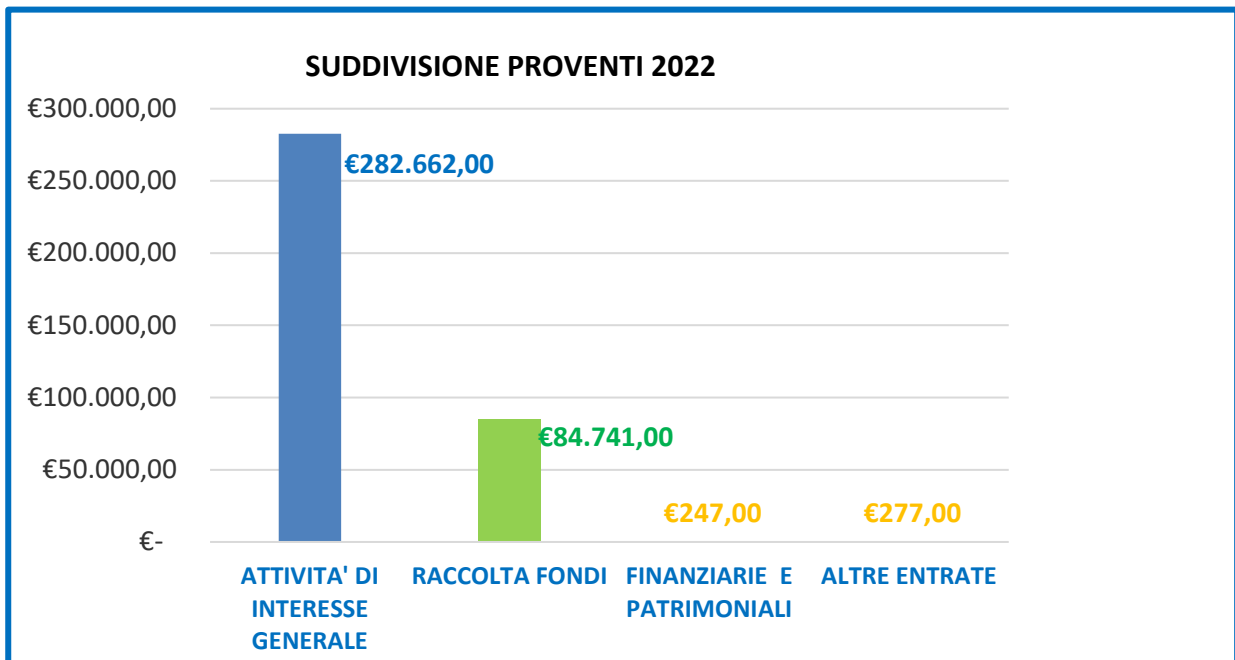 SUDDIVISIONE PROVENTI 2022
€300.000,00
€250.000,00
€200.000,00
€150.000,00
€100.000,00
€50.000,00
€-
€282.662,00
€84.741,00
€247,00
€277,00
ATTIVITA' DI
INTERESSE
GENERALE
RACCOLTA FONDI
FINANZIARIE E
PATRIMONIALI
ALTRE ENTRATE